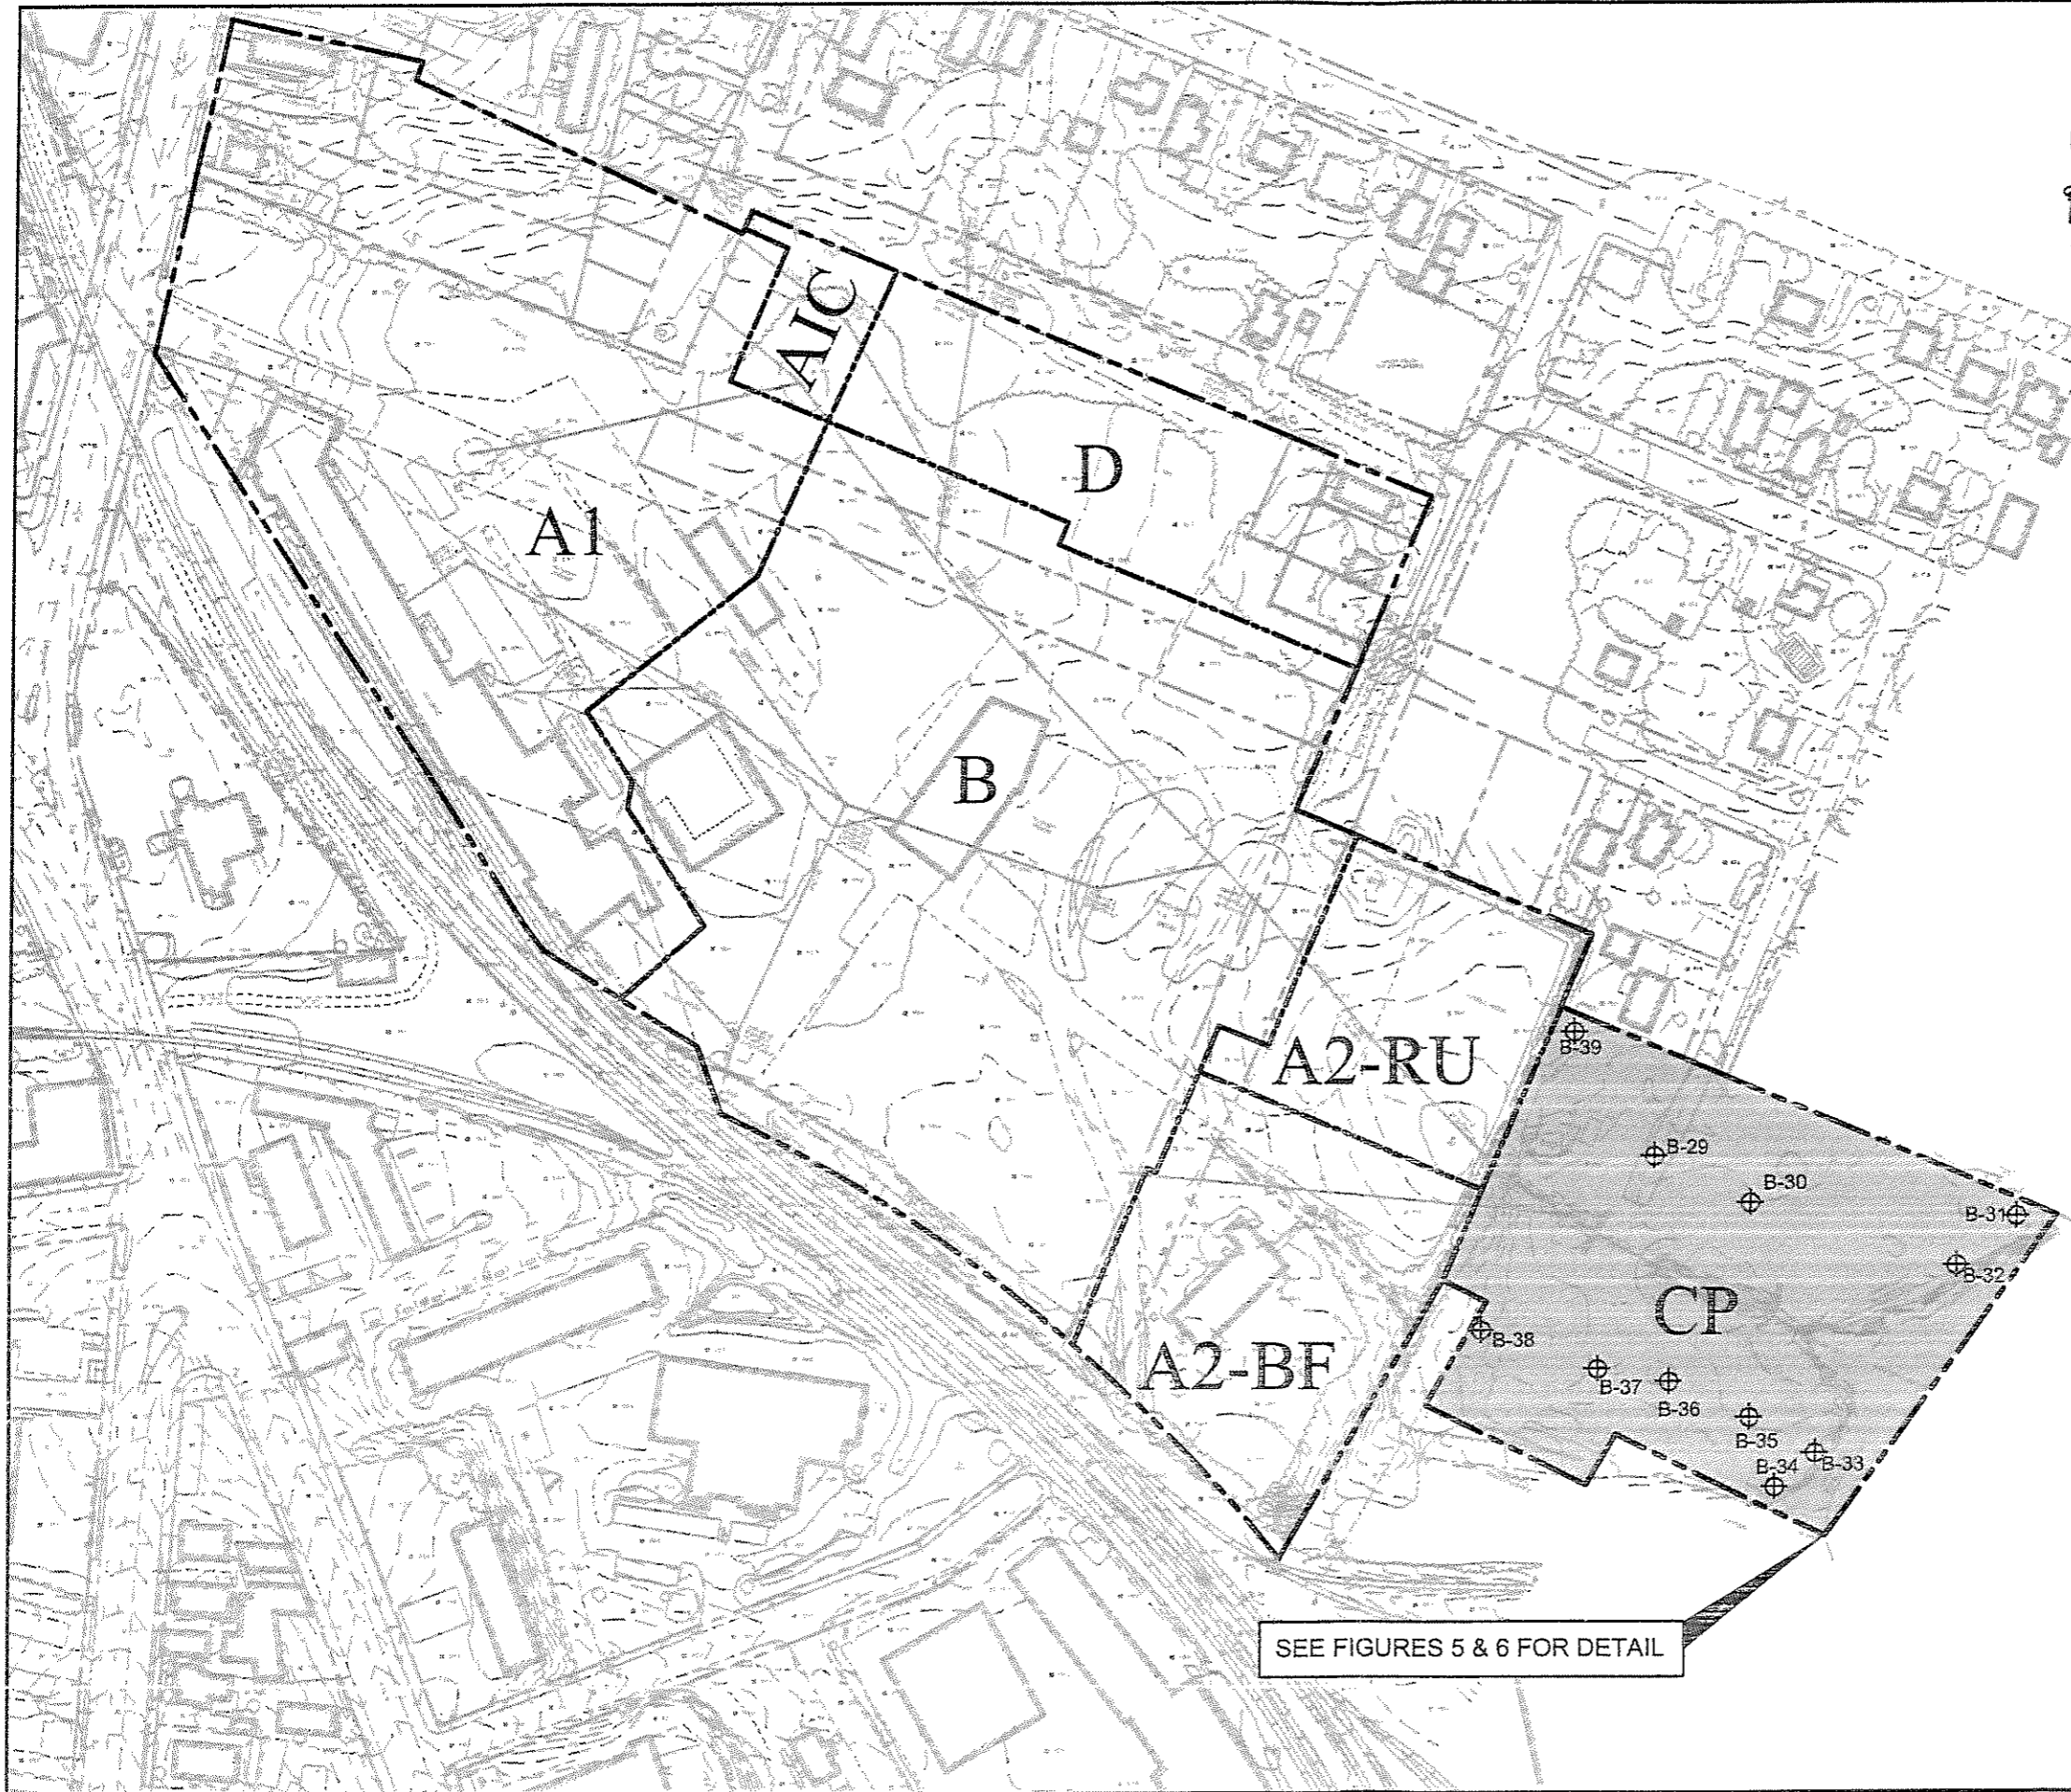 AIC
D
A1
B
A2-RU
B-39
B-29
B-30
B-31
B-32
CP
B-38
A2-BF
B-37
B-36
B-35
B-34
B-33
SEE FIGURES 5 & 6 FOR DETAIL